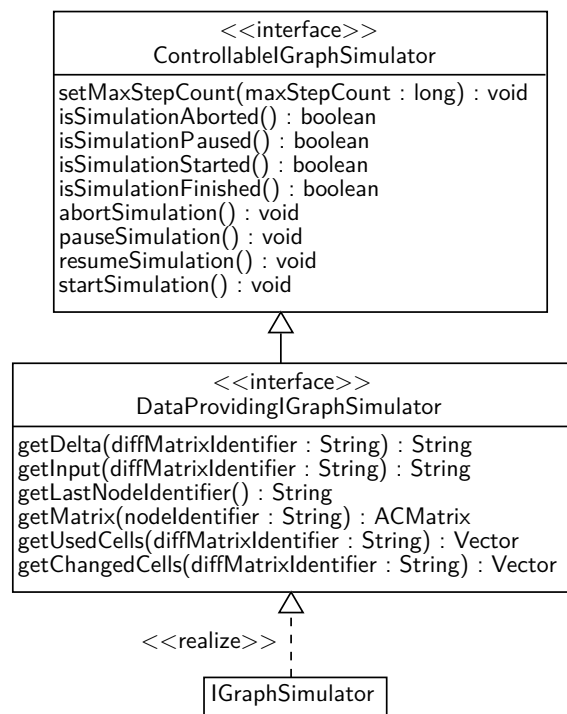 <<interface>>
ControllableIGraphSimulator
setMaxStepCount(maxStepCount : long) : void
isSimulationAborted() : boolean
isSimulationPaused() : boolean
isSimulationStarted() : boolean
isSimulationFinished() : boolean
abortSimulation() : void
pauseSimulation() : void
resumeSimulation() : void
startSimulation() : void
<<interface>>
DataProvidingIGraphSimulator
getDelta(diffMatrixIdentifier : String) : String
getInput(diffMatrixIdentifier : String) : String
getLastNodeIdentifier() : String
getMatrix(nodeIdentifier : String) : ACMatrix
getUsedCells(diffMatrixIdentifier : String) : Vector
getChangedCells(diffMatrixIdentifier : String) : Vector
<<realize>>
IGraphSimulator